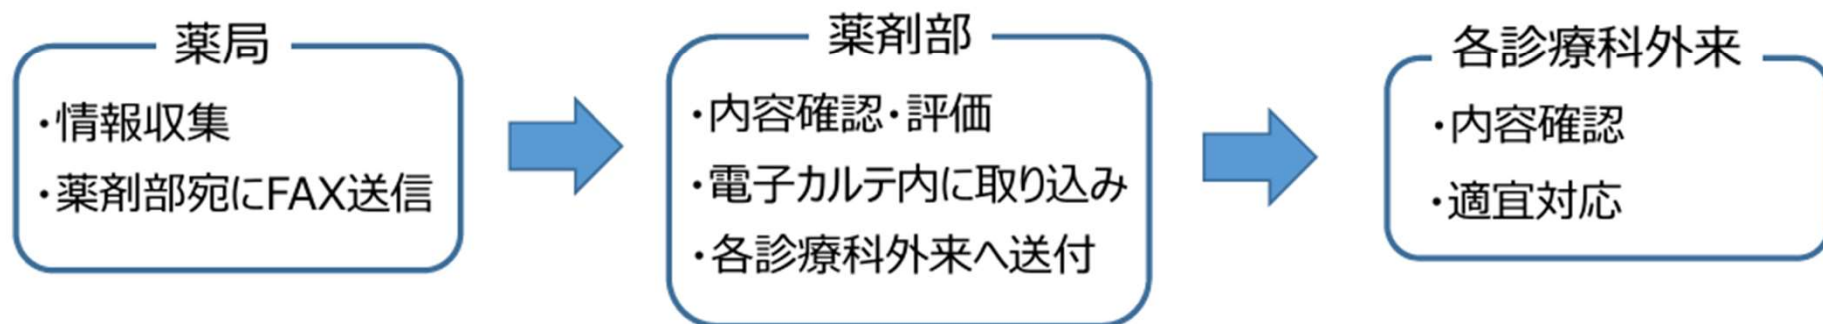 薬局
・情報収集
・薬剤部宛にFAX送信
薬剤部
・内容確認・評価
・電子カルテ内に取り込み
・各診療科外来へ送付
各診療科外来
・内容確認
・適宜対応